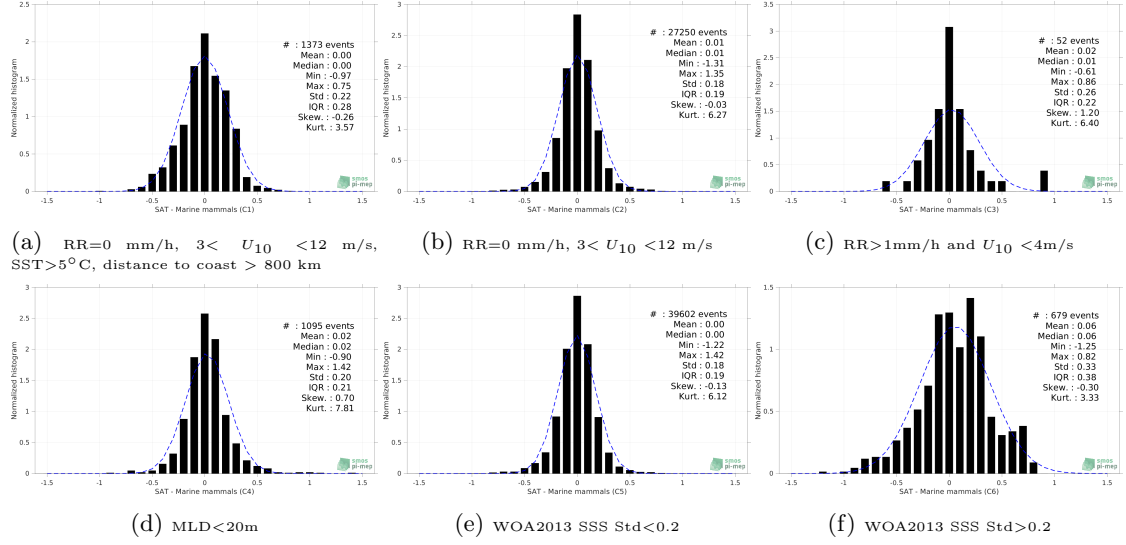 3.5
2.5
3
# : 1373 events
Mean : 0.00
Median : 0.00
Min : -0.97
Max : 0.75
Std : 0.22
IQR : 0.28
Skew. : -0.26
Kurt. : 3.57
2
1.5
1
0.5
0
Normalized histogram
-1.5 -1 -0.5 0 0.5 1 1.5
SAT - Marine mammals (C1)
smos
pi-mep
(a) RR=0 mm/h, 3< U10 <12 m/s,
SST>5°C, distance to coast > 800 km
# : 27250 events
Mean : 0.01
Median : 0.01
Min : -1.31
Max : 1.35
Std : 0.18
IQR : 0.19
Skew. : -0.03
Kurt. : 6.27
2.5
2
1.5
1
0.5
0
Normalized histogram
-1.5 -1 -0.5 0 0.5 1 1.5
SAT - Marine mammals (C2)
smos
pi-mep
(b) RR=0 mm/h, 3< U10 <12 m/s
# : 52 events
Mean : 0.02
Median : 0.01
Min : -0.61
Max : 0.86
Std : 0.26
IQR : 0.22
Skew. : 1.20
Kurt. : 6.40
3
2.5
2
1.5
1
0.5
0
Normalized histogram
-1.5 -1 -0.5 0 0.5 1 1.5
SAT - Marine mammals (C3)
smos
pi-mep
(c) RR>1mm/h and U10 <4m/s
3
2.5
2
1.5
1
0.5
0
Normalized histogram
# : 1095 events
Mean : 0.02
Median : 0.02
Min : -0.90
Max : 1.42
Std : 0.20
IQR : 0.21
Skew. : 0.70
Kurt. : 7.81
-1.5 -1 -0.5 0 0.5 1 1.5
SAT - Marine mammals (C4)
smos
pi-mep
(d) MLD<20m
3
2.5
2
1.5
1
0.5
0
Normalized histogram
# : 39602 events
Mean : 0.00
Median : 0.00
Min : -1.22
Max : 1.42
Std : 0.18
IQR : 0.19
Skew. : -0.13
Kurt. : 6.12
-1.5 -1 -0.5 0 0.5 1 1.5
SAT - Marine mammals (C5)
smos
pi-mep
(e) WOA2013 SSS Std<0.2
1.5
1
0.5
0
Normalized histogram
# : 679 events
Mean : 0.06
Median : 0.06
Min : -1.25
Max : 0.82
Std : 0.33
IQR : 0.38
Skew. : -0.30
Kurt. : 3.33
-1.5 -1 -0.5 0 0.5 1 1.5
SAT - Marine mammals (C6)
smos
pi-mep
(f) WOA2013 SSS Std>0.2